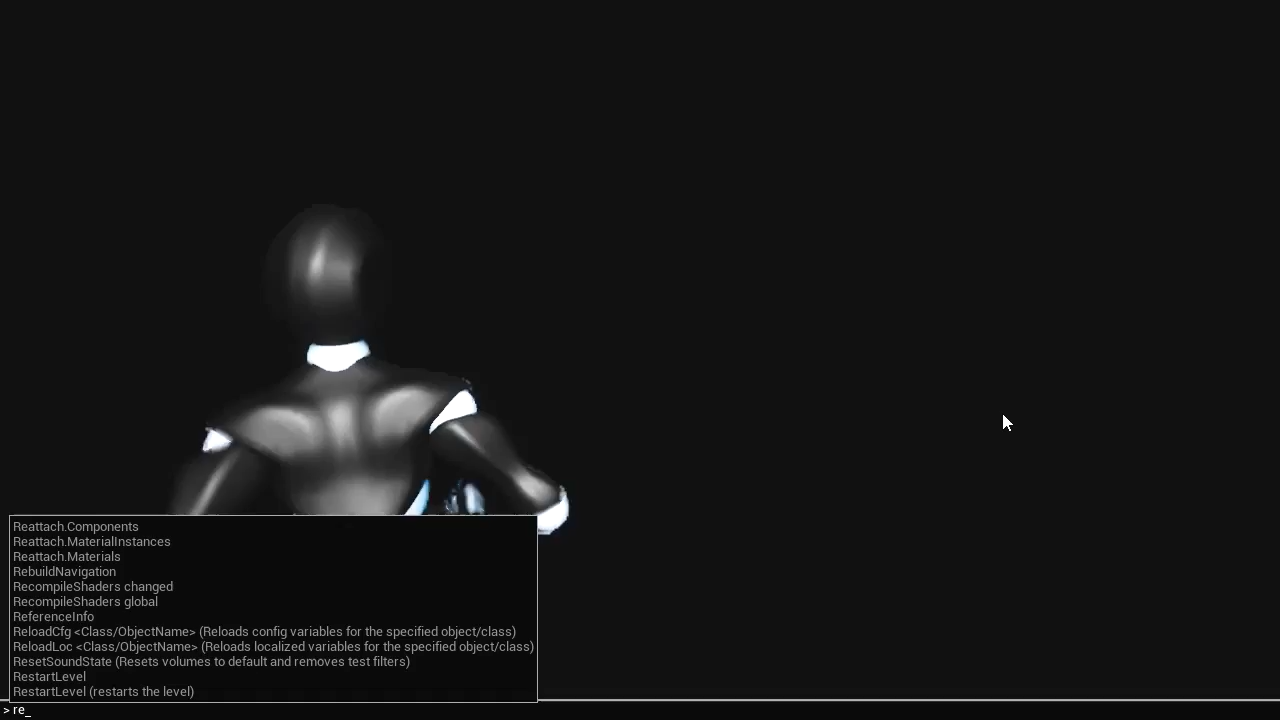 Reattach.Components
Reattach.MaterialInstances
Reattach.Materials
RebuildNavigation
RecompileShaders changed
RecompileShaders global
ReferenceInfo
ReloadCfg <Class/ObjectName> (Reloads config variables for the specified object/class)
ReloadLoc <Class/ObjectName> (Reloads localized variables for the specified object/class)
ResetSoundState (Resets volumes to default and removes test filters)
RestartLevel
RestartLevel (restarts the level)
> re_